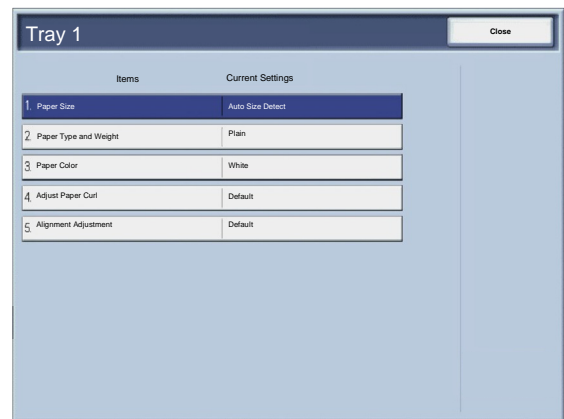 Tray 1
Close
Items Current Settings
1. Paper Size Auto Size Detect
2. Paper Type and Weight Plain
3. Paper Color White
4. Adjust Paper Curl Default
5. Alignment Adjustment Default